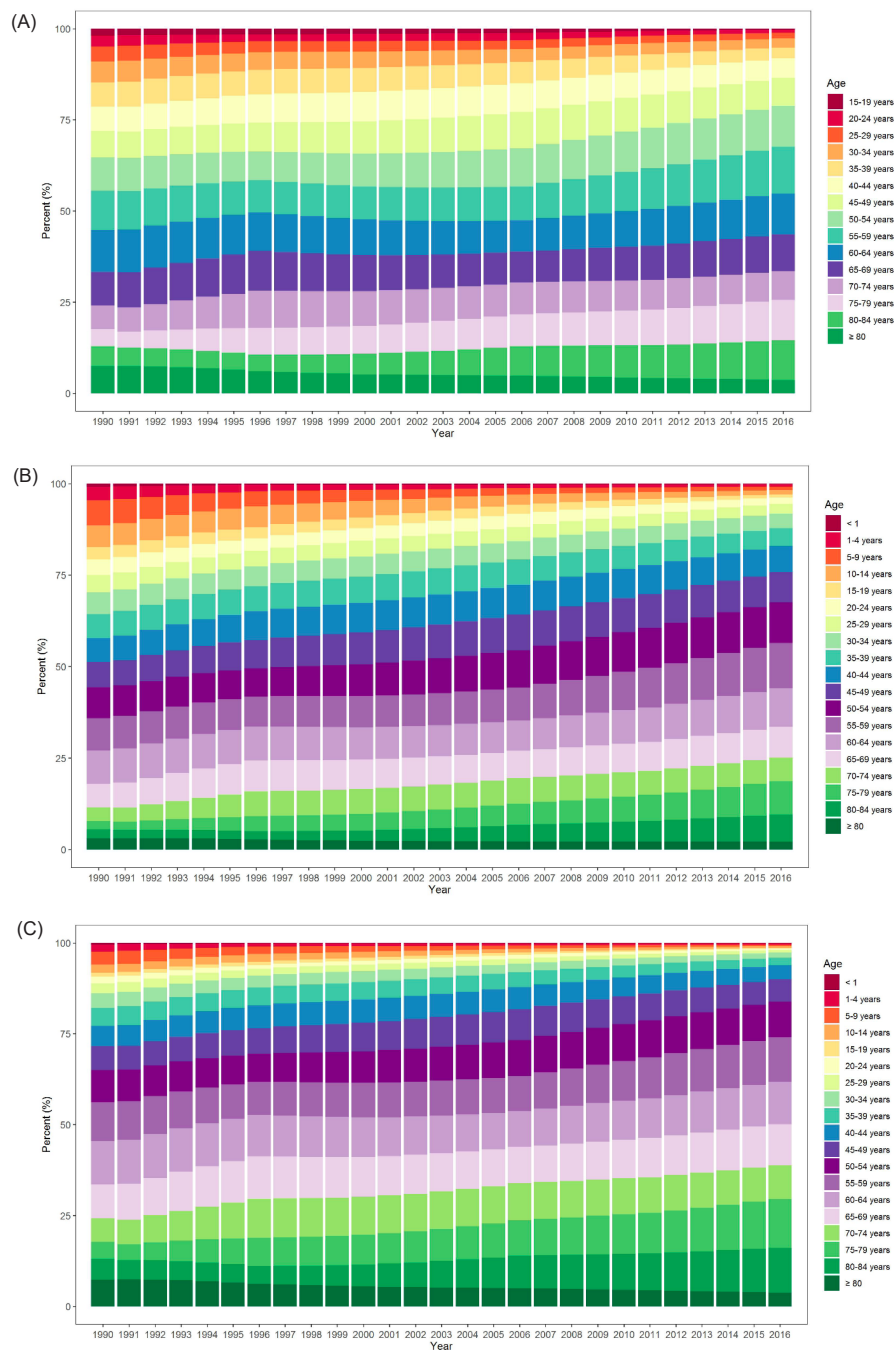 (A)
100
75
50
25
0
Percent (%)
1990 1991 1992 1993 1994 1995 1996 1997 1998 1999 2000 2001 2002 2003 2004 2005 2006 2007 2008 2009 2010 2011 2012 2013 2014 2015 2016
Year
Age
15-19 years
20-24 years
25-29 years
30-34 years
35-39 years
40-44 years
45-49 years
50-54 years
55-59 years
60-64 years
65-69 years
70-74 years
75-79 years
80-84 years
≥ 80
(B)
100
75
50
25
0
Percent (%)
1990 1991 1992 1993 1994 1995 1996 1997 1998 1999 2000 2001 2002 2003 2004 2005 2006 2007 2008 2009 2010 2011 2012 2013 2014 2015 2016
Year
Age
< 1
1-4 years
5-9 years
10-14 years
15-19 years
20-24 years
25-29 years
30-34 years
35-39 years
40-44 years
45-49 years
50-54 years
55-59 years
60-64 years
65-69 years
70-74 years
75-79 years
80-84 years
≥ 80
(C)
100
75
50
25
0
Percent (%)
1990 1991 1992 1993 1994 1995 1996 1997 1998 1999 2000 2001 2002 2003 2004 2005 2006 2007 2008 2009 2010 2011 2012 2013 2014 2015 2016
Year
Age
< 1
1-4 years
5-9 years
10-14 years
15-19 years
20-24 years
25-29 years
30-34 years
35-39 years
40-44 years
45-49 years
50-54 years
55-59 years
60-64 years
65-69 years
70-74 years
75-79 years
80-84 years
≥ 80